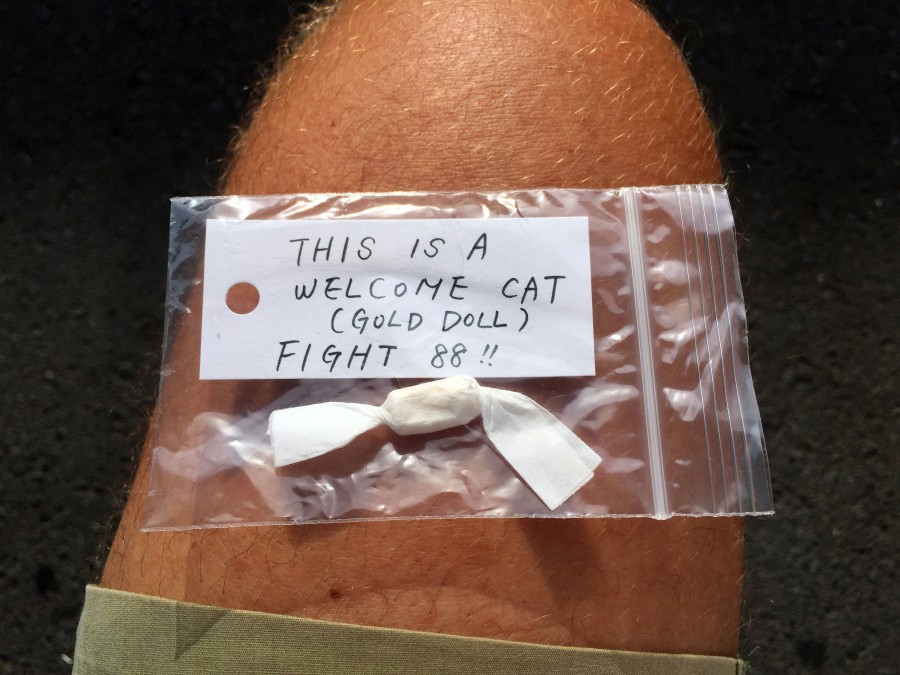 THIS IS A
WELCOME CAT
(GOLD DOLL)
FIGHT 88!!